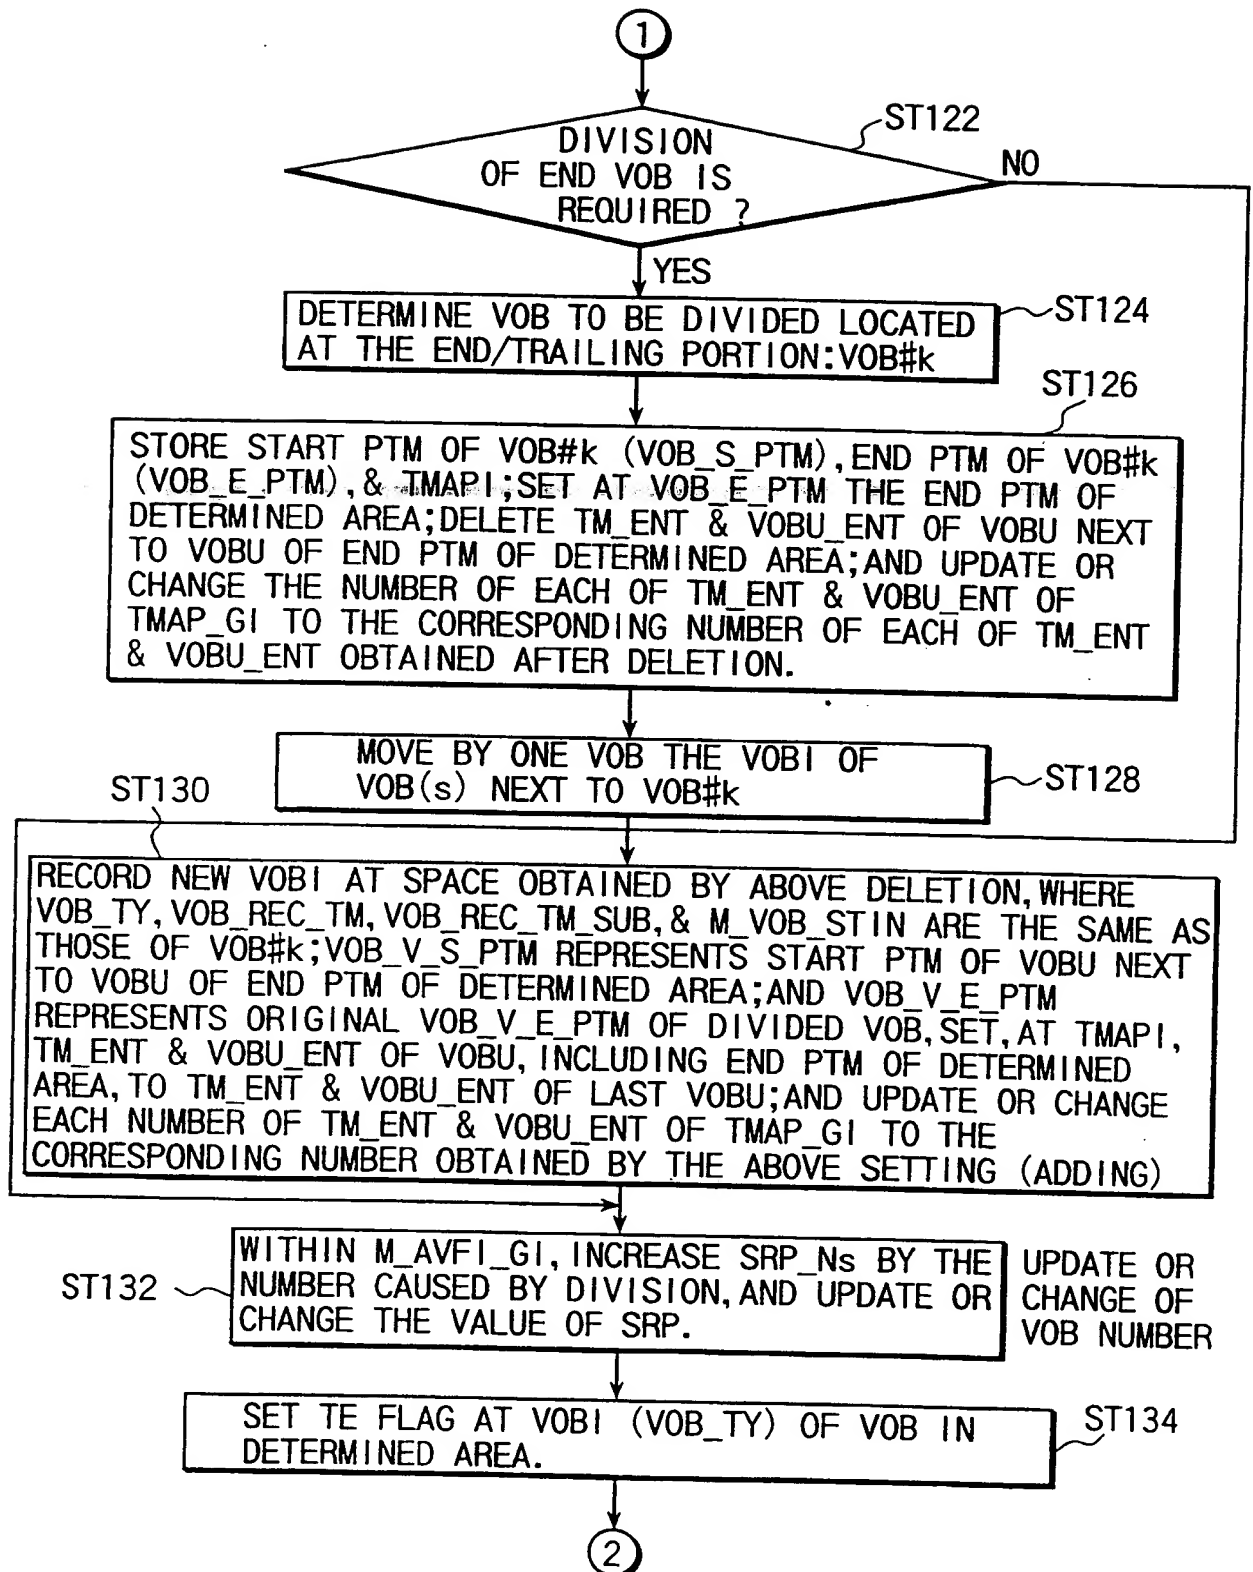 1
ST122
DIVISION
OF END VOB IS
REQUIRED ?
NO
YES
ST124
DETERMINE VOB TO BE DIVIDED LOCATED
AT THE END/TRAILING PORTION:VOB#k
ST126
STORE START PTM OF VOB#k (VOB_S_PTM),END PTM OF VOB#k
(VOB_E_PTM),& TMAPI;SET AT VOB_E_PTM THE END PTM OF
DETERMINED AREA;DELETE TM_ENT & VOBU_ENT OF VOBU NEXT
TO VOBU OF END PTM OF DETERMINED AREA;AND UPDATE OR
CHANGE THE NUMBER OF EACH OF TM_ENT & VOBU_ENT OF
TMAP_GI TO THE CORRESPONDING NUMBER OF EACH OF TM_ENT
& VOBU_ENT OBTAINED AFTER DELETION.
MOVE BY ONE VOB THE VOBI OF
VOB(s) NEXT TO VOB#k
ST128
ST130
RECORD NEW VOBI AT SPACE OBTAINED BY ABOVE DELETION,WHERE
VOB_TY,VOB_REC_TM,VOB_REC_TM_SUB,& M_VOB_STIN ARE THE SAME AS
THOSE OF VOB#k;VOB_V_S_PTM REPRESENTS START PTM OF VOBU NEXT
TO VOBU OF END PTM OF DETERMINED AREA;AND VOB_V_E_PTM
REPRESENTS ORIGINAL VOB_V_E_PTM OF DIVIDED VOB,SET,AT TMAPI,
TM_ENT & VOBU_ENT OF VOBU,INCLUDING END PTM OF DETERMINED
AREA,TO TM_ENT & VOBU_ENT OF LAST VOBU;AND UPDATE OR CHANGE
EACH NUMBER OF TM_ENT & VOBU_ENT OF TMAP_GI TO THE
CORRESPONDING NUMBER OBTAINED BY THE ABOVE SETTING (ADDING)
ST132
WITHIN M_AVFI_GI,INCREASE SRP_Ns BY THE
NUMBER CAUSED BY DIVISION,AND UPDATE OR
CHANGE THE VALUE OF SRP.
UPDATE OR
CHANGE OF
VOB NUMBER
SET TE FLAG AT VOBI (VOB_TY) OF VOB IN
DETERMINED AREA.
ST134
2